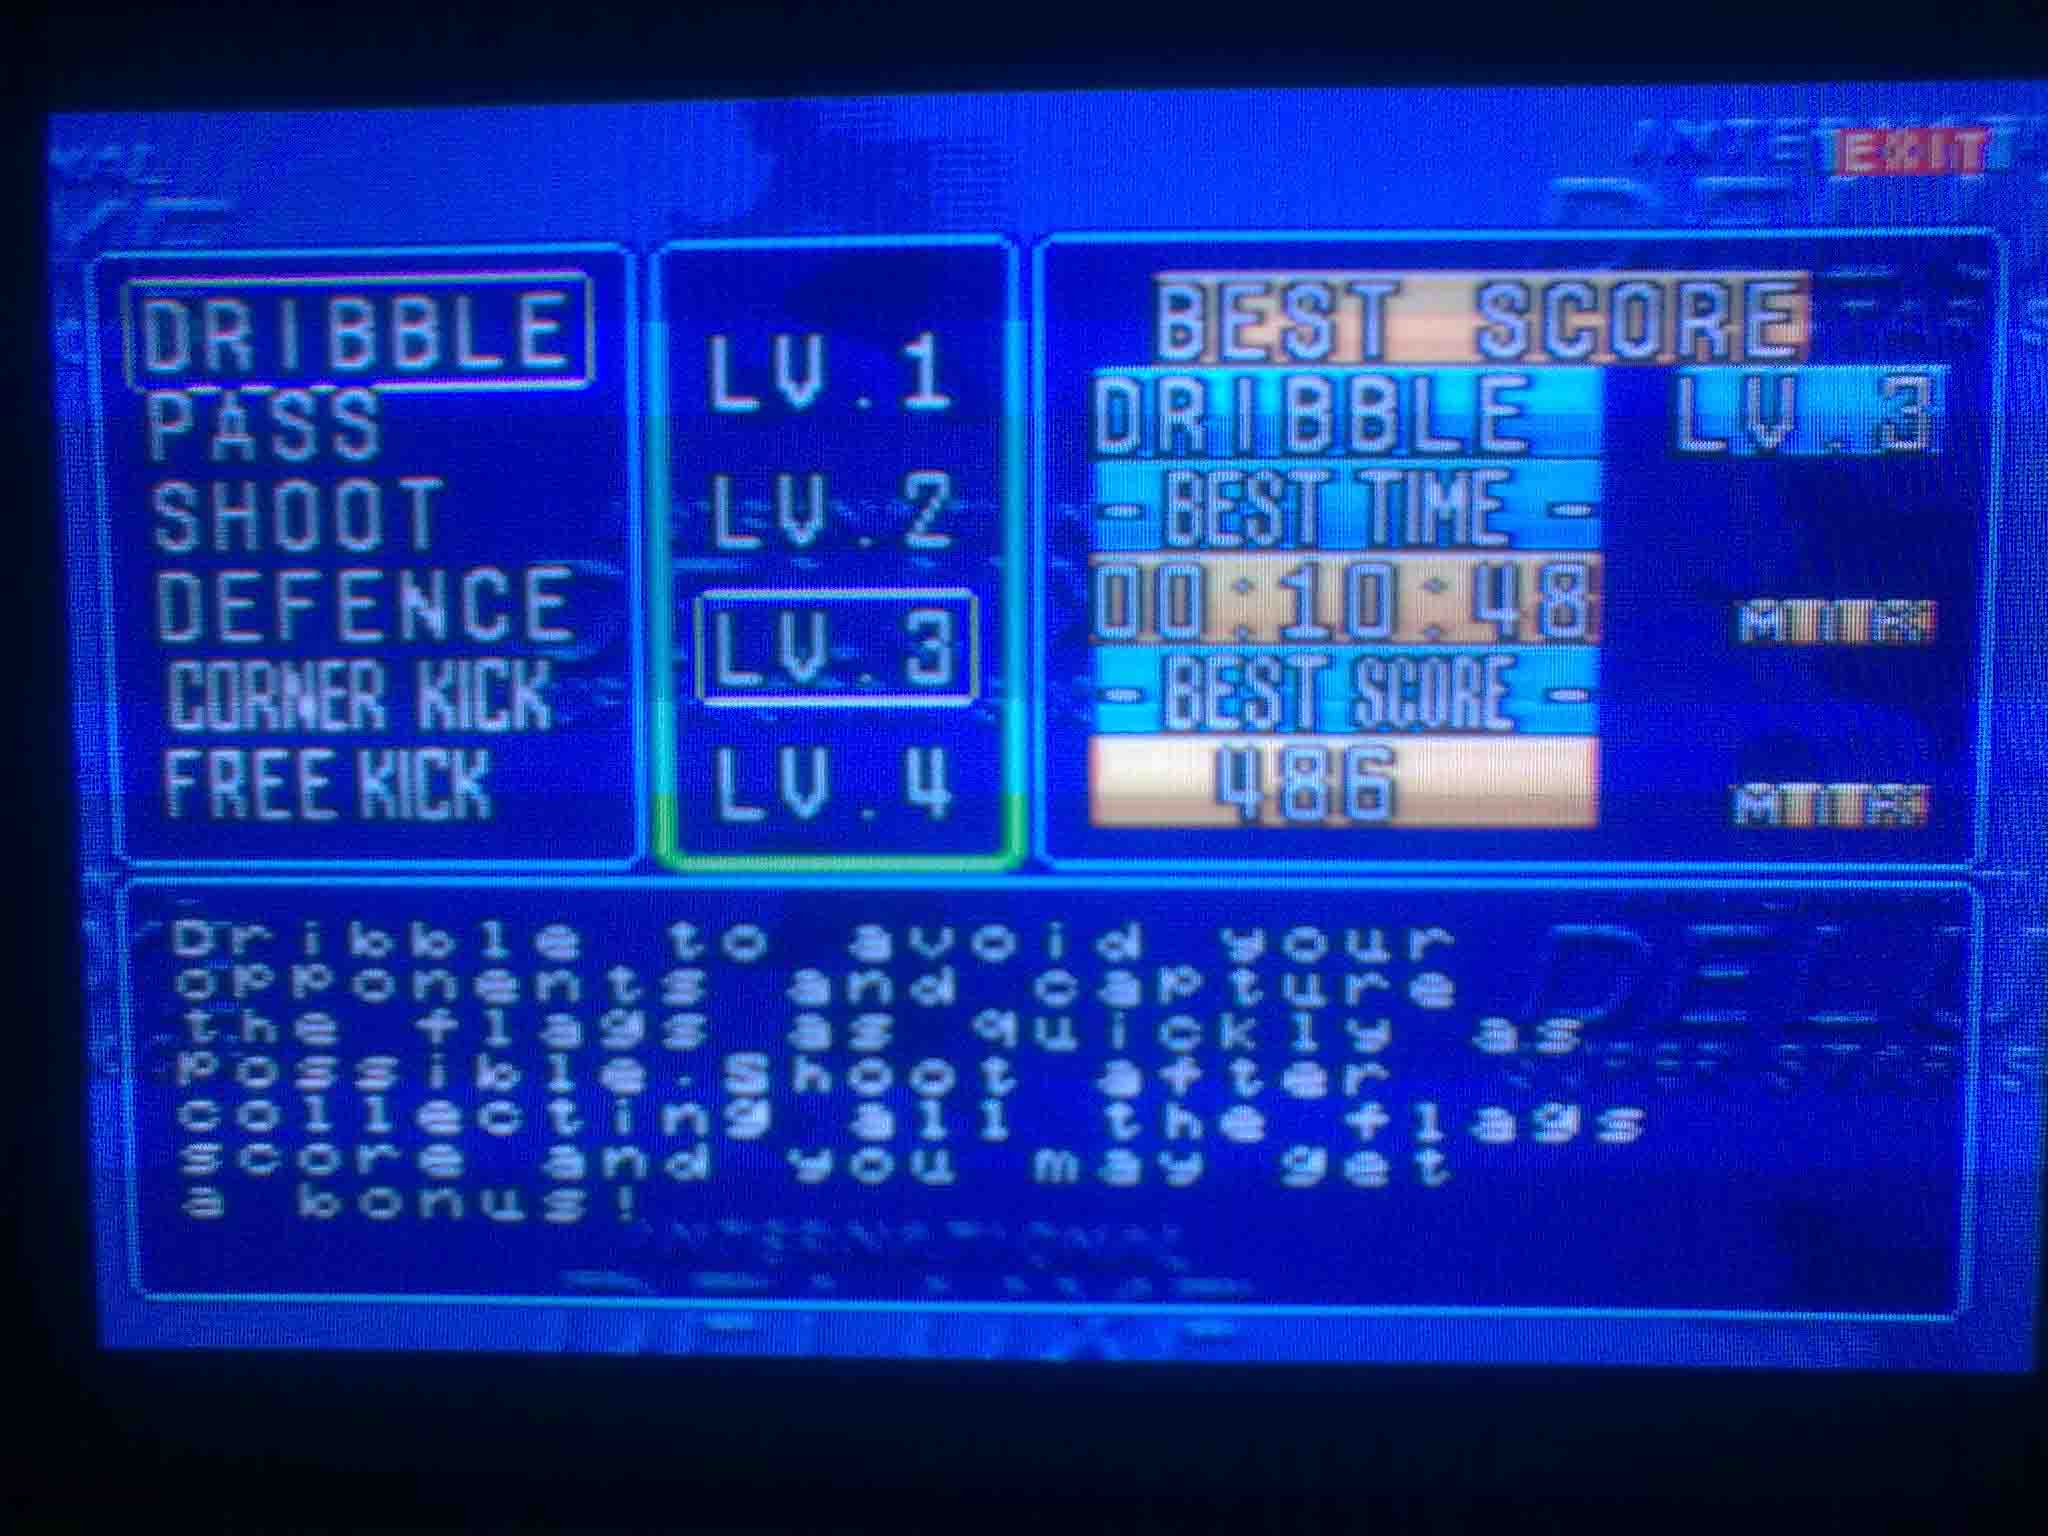 EXIT
DRIBBLE
PASS
SHOOT
DEFENCE
CORNER KICK
FREE KICK
LV.1
LV.2
LV.3
LV.4
BEST SCORE
DRIBBLE LV.3
- BEST TIME -
00:10:48
- BEST SCORE -
486
Dribble to avoid your
opponents and capture
the flags as quickly as
possible.Shoot after
collecting all the flags
score and you may get
a bonus!